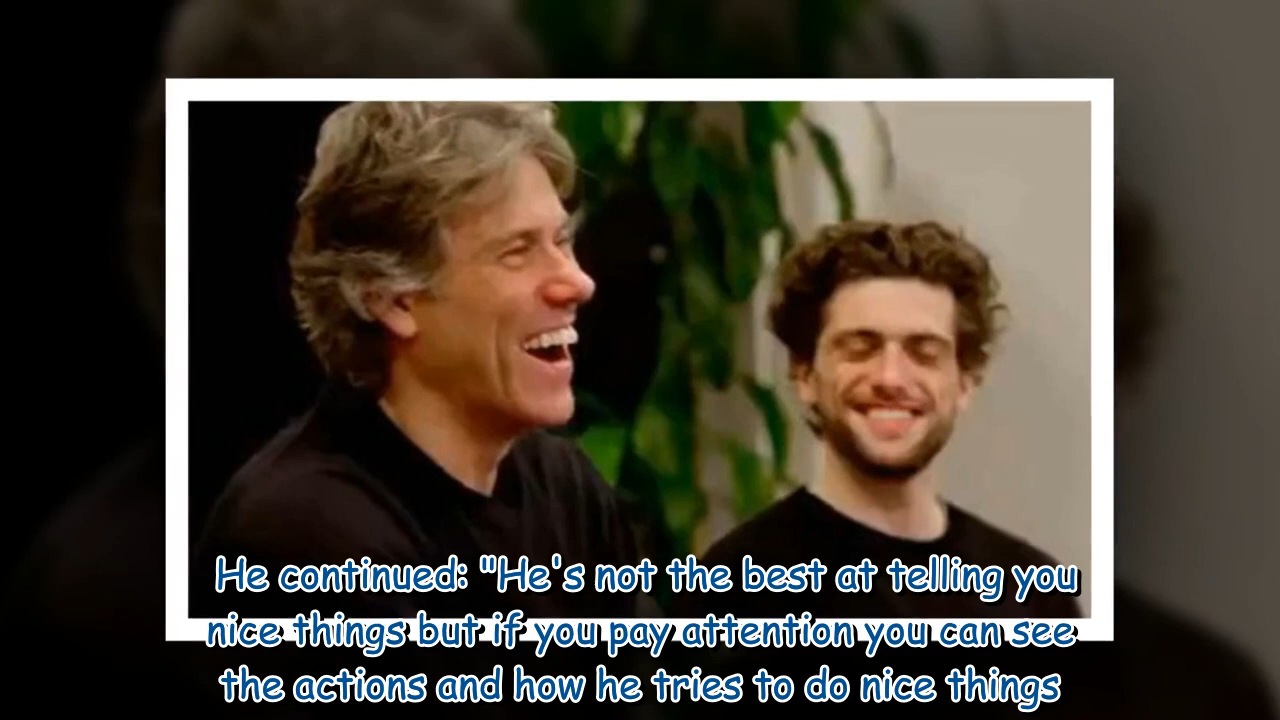 He continued: "He's not the best at telling you
nice things but if you pay attention you can see
the actions and how he tries to do nice things